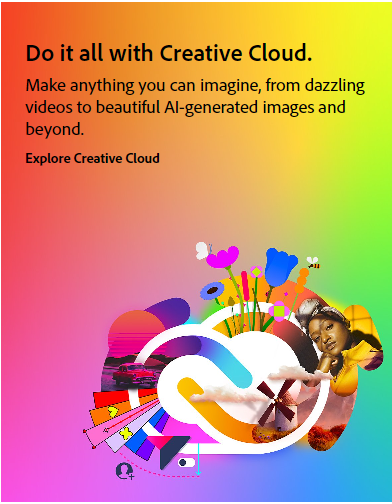 Do it all with Creative Cloud.
Make anything you can imagine, from dazzling
videos to beautiful AI-generated images and
beyond.
Explore Creative Cloud